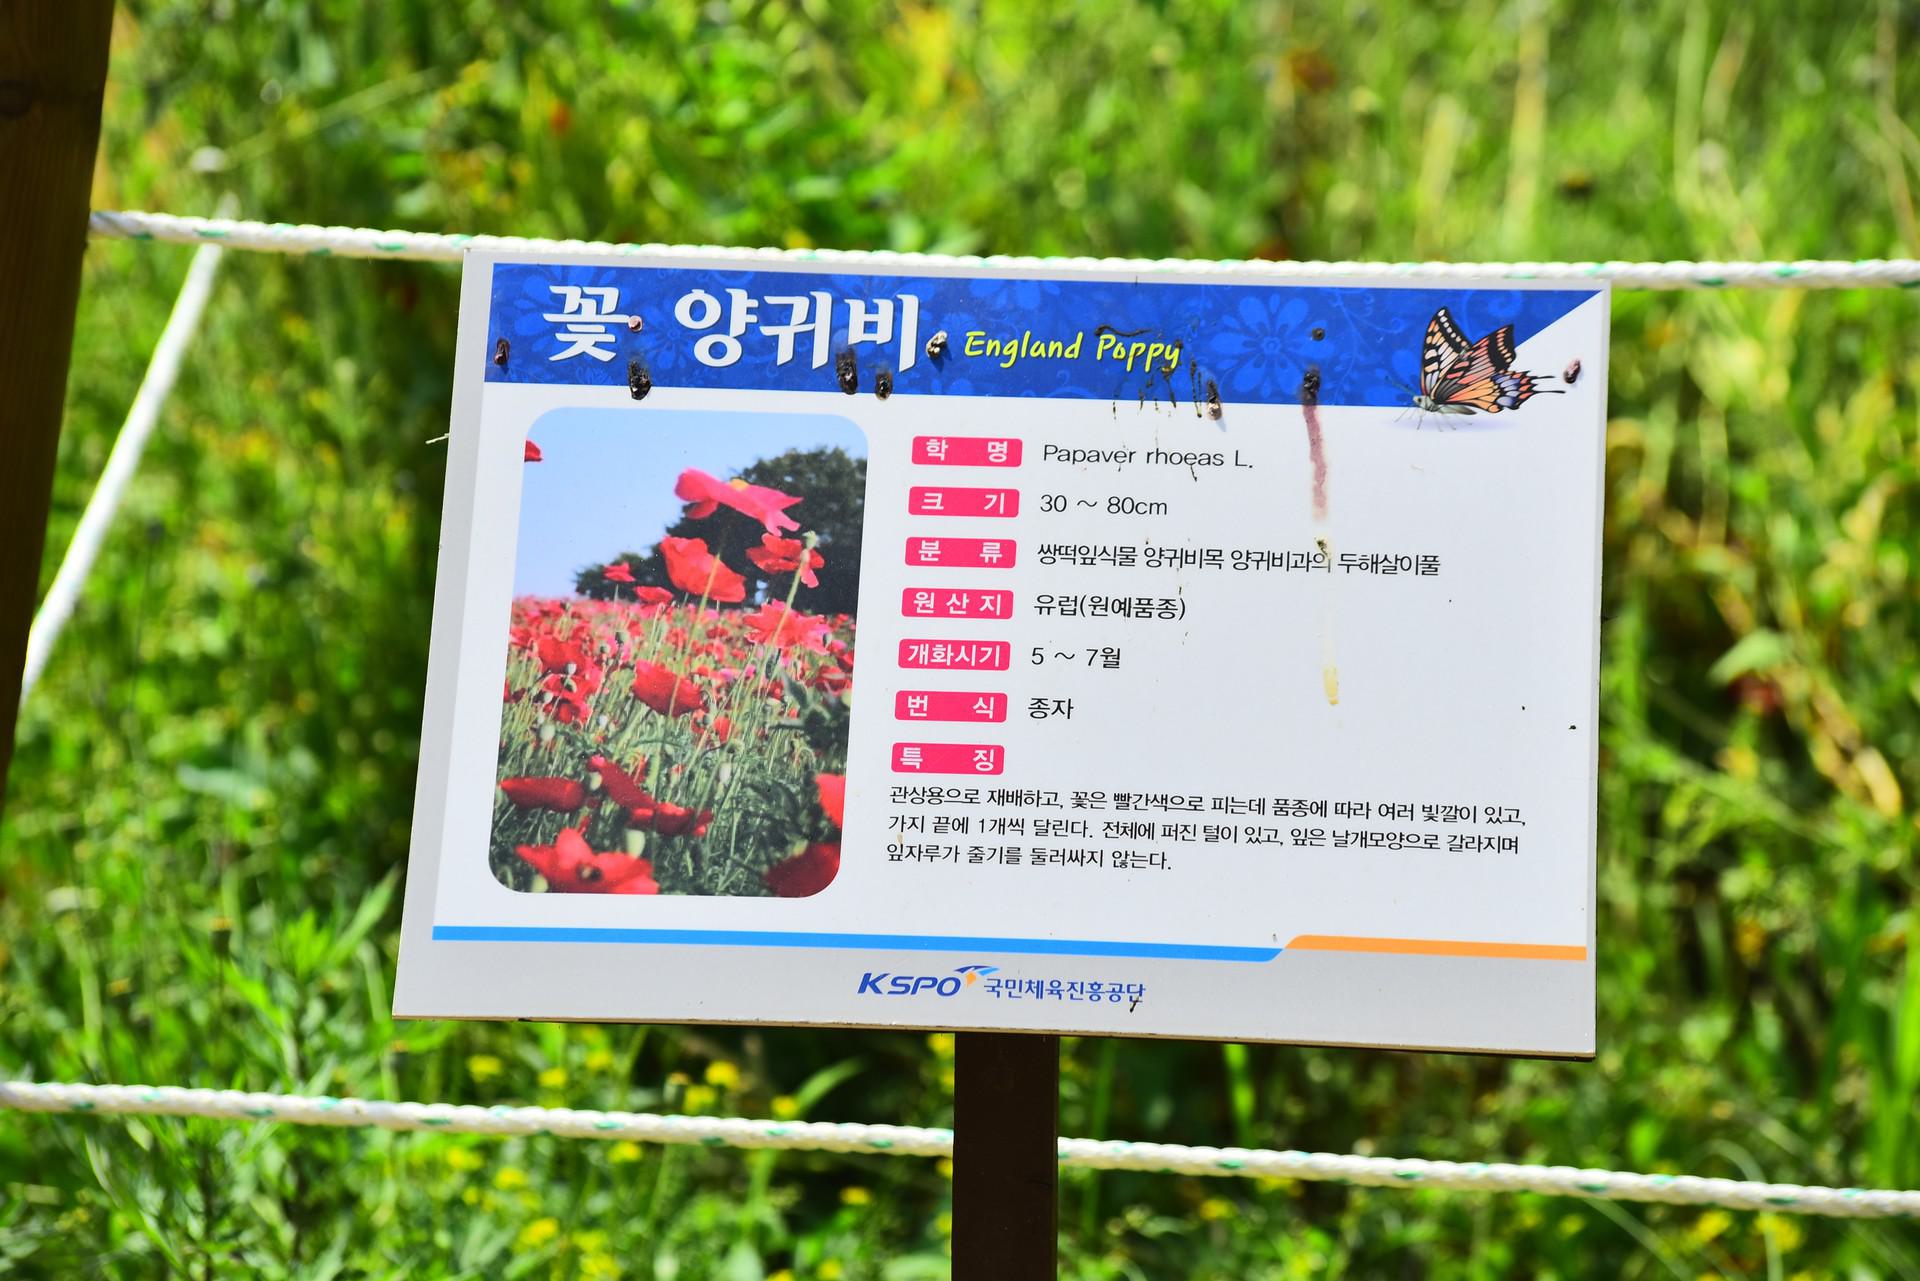 꽃 양귀비 England Poppy
학 명 Papaver rhoeas L.
크 기 30 ~ 80cm
분 류 쌍떡잎식물 양귀비목 양귀비과의 두해살이풀
원산지 유럽(원예품종)
개화시기 5 ~ 7월
번 식 종자
특 징
관상용으로 재배하고, 꽃은 빨간색으로 피는데 품종에 따라 여러 빛깔이 있고,
가지 끝에 1개씩 달린다. 전체에 퍼진 털이 있고, 잎은 날개모양으로 갈라지며
잎자루가 줄기를 둘러싸지 않는다.
KSPO 국민체육진흥공단